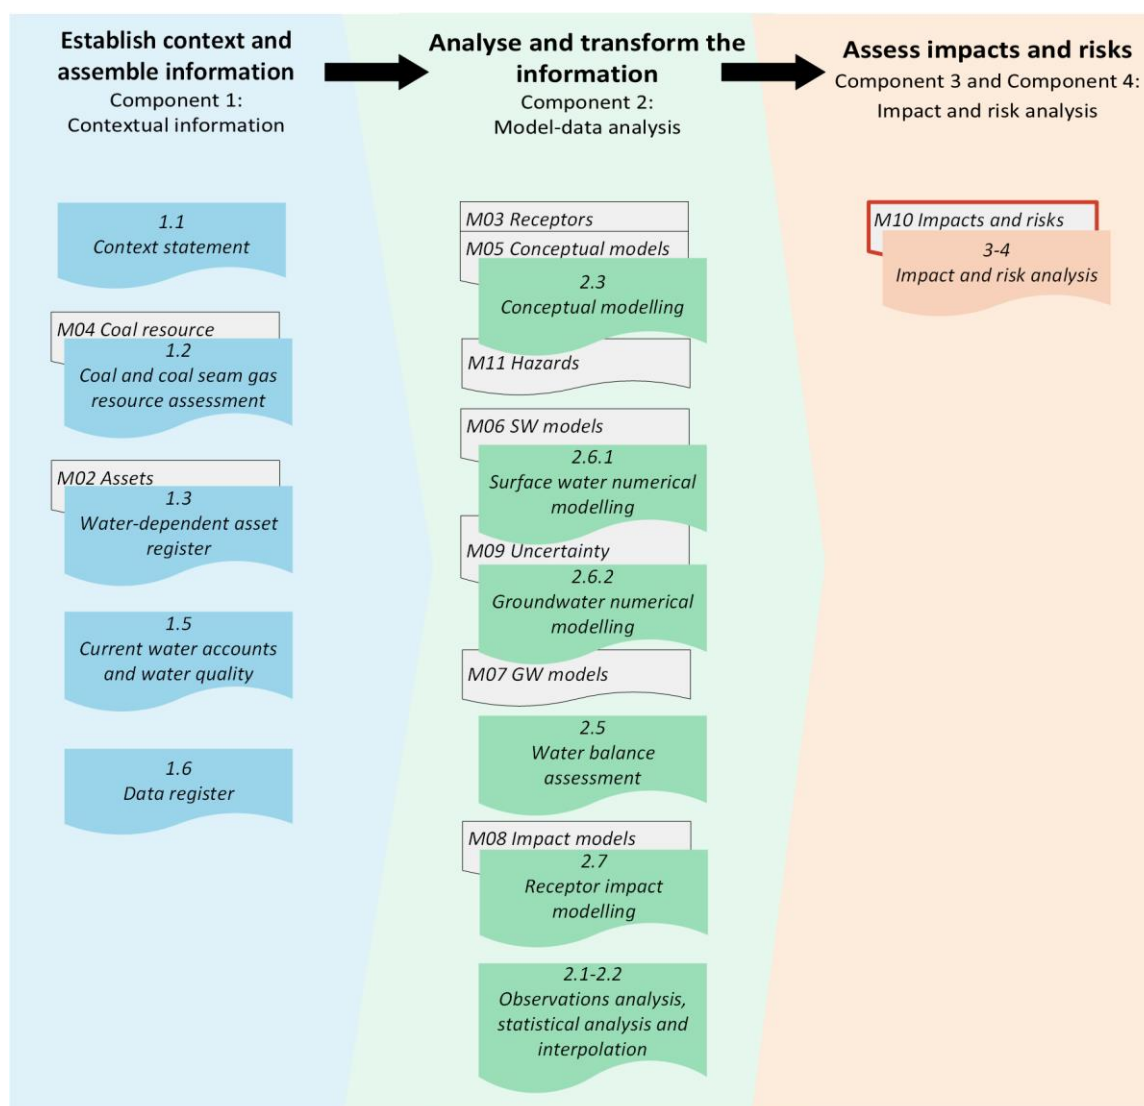 Establish context and
assemble information
Component 1:
Contextual information
1.1
Context statement
M04 Coal resource
1.2
Coal and coal seam gas
resource assessment
M02 Assets
1.3
Water-dependent asset
register
1.5
Current water accounts
and water quality
1.6
Data register
Analyse and transform the
information
Component 2:
Model-data analysis
M03 Receptors
M05 Conceptual models
2.3
Conceptual modelling
M11 Hazards
M06 SW models
2.6.1
Surface water numerical
modelling
M09 Uncertainty
2.6.2
Groundwater numerical
modelling
M07 GW models
2.5
Water balance
assessment
M08 Impact models
2.7
Receptor impact
modelling
2.1-2.2
Observations analysis,
statistical analysis and
interpolation
Assess impacts and risks
Component 3 and Component 4:
Impact and risk analysis
M10 Impacts and risks
3-4
Impact and risk analysis